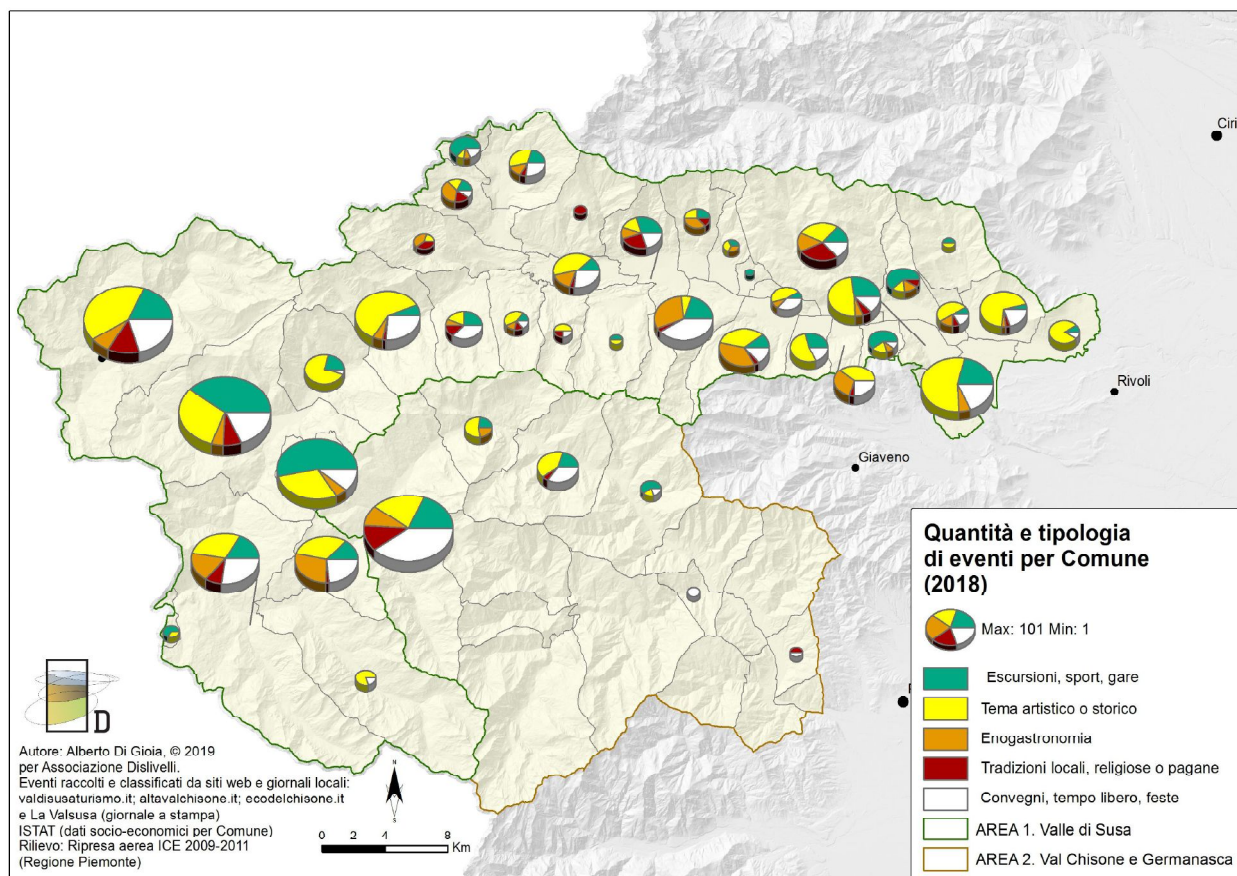 Ciri
Rivoli
Giaveno
Quantità e tipologia
di eventi per Comune
(2018)
Max: 101 Min: 1
Escursioni, sport, gare
Tema artistico o storico
Enogastronomia
Tradizioni locali, religiose o pagane
Convegni, tempo libero, feste
AREA 1. Valle di Susa
AREA 2. Val Chisone e Germanasca
D
Autore: Alberto Di Gioia, © 2019
per Associazione Dislivelli.
Eventi raccolti e classificati da siti web e giornali locali:
valdisusaturismo.it; altavalchisone.it; ecodelchisone.it
e La Valsusa (giornale a stampa)
ISTAT (dati socio-economici per Comune)
Rilievo: Ripresa aerea ICE 2009-2011
(Regione Piemonte)
N
S
0 2 4 8
Km